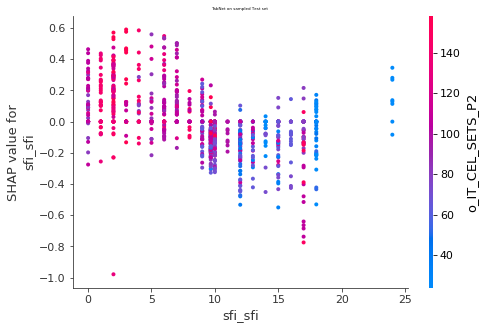 TabNet on sampled Test set
SHAP value for
sfi_sfi
0.6
0.4
0.2
0.0
−0.2
−0.4
−0.6
−0.8
−1.0
0 5 10 15 20 25
sfi_sfi
140
120
100
80
60
40
o_IT_CEL_SETS_P2